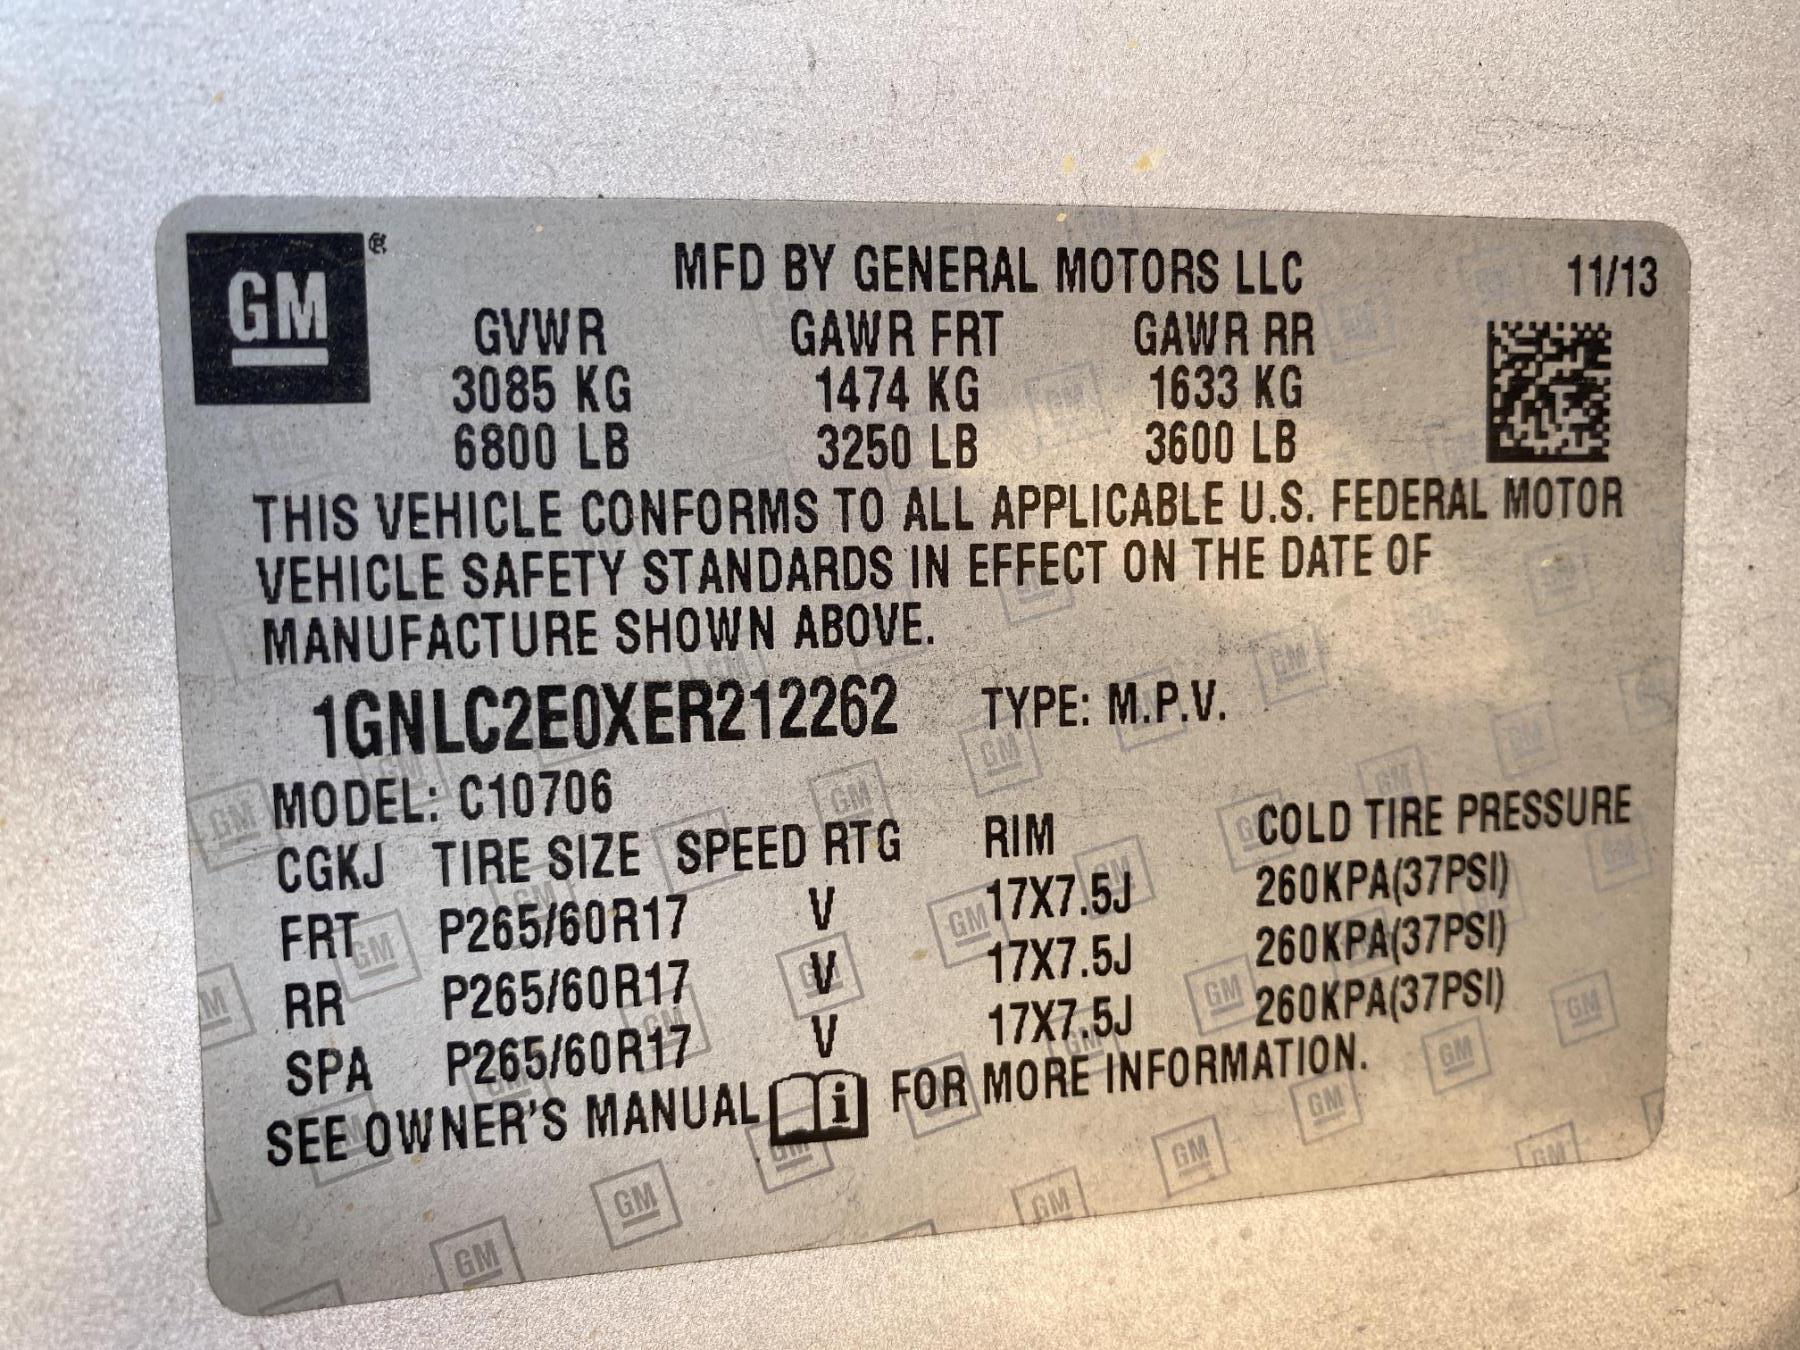 GM ®
MFD BY GENERAL MOTORS LLC 11/13
GVWR GAWR FRT GAWR RR
3085 KG 1474 KG 1633 KG
6800 LB 3250 LB 3600 LB
THIS VEHICLE CONFORMS TO ALL APPLICABLE U.S. FEDERAL MOTOR
VEHICLE SAFETY STANDARDS IN EFFECT ON THE DATE OF
MANUFACTURE SHOWN ABOVE.
1GNLC2E0XER212262 TYPE: M.P.V.
MODEL: C10706
CGKJ TIRE SIZE SPEED RTG RIM COLD TIRE PRESSURE
FRT P265/60R17 V 17X7.5J 260KPA(37PSI)
RR P265/60R17 V 17X7.5J 260KPA(37PSI)
SPA P265/60R17 V 17X7.5J 260KPA(37PSI)
SEE OWNER'S MANUAL i FOR MORE INFORMATION.